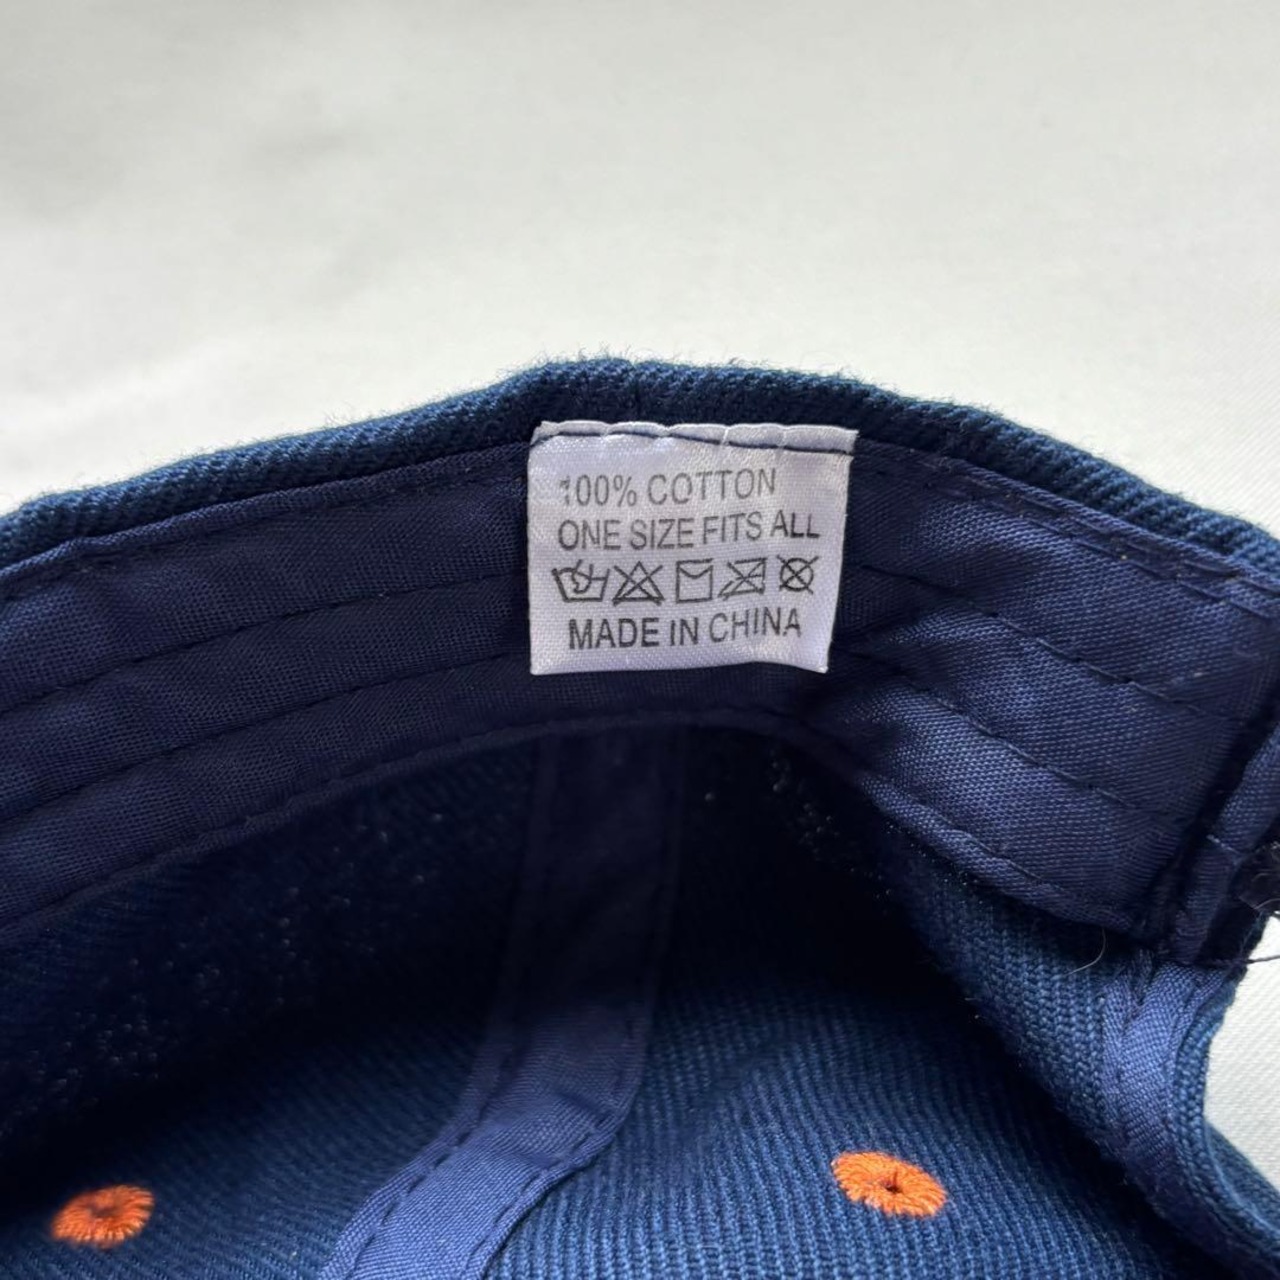 100% COTTON
ONE SIZE FITS ALL
MADE IN CHINA